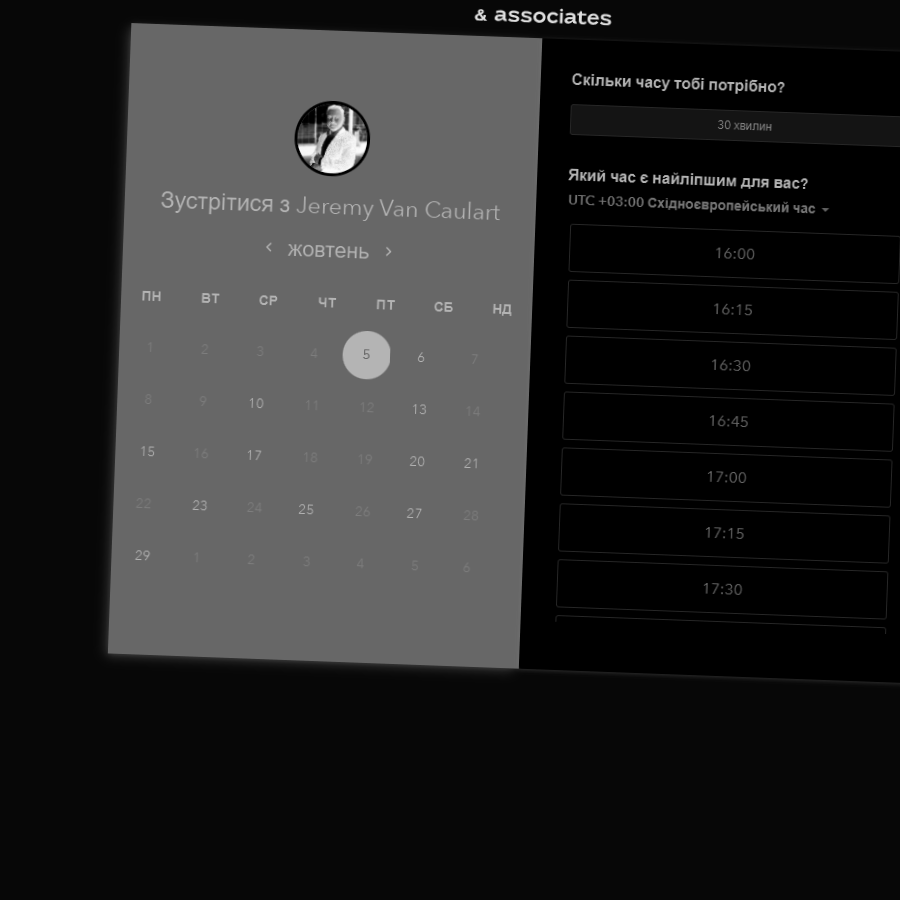 & associates
Зустрітися з Jeremy Van Caulart
жовтень
ПН ВТ СР ЧТ ПТ СБ НД
1 2 3 4 5 6 7
8 9 10 11 12 13 14
15 16 17 18 19 20 21
22 23 24 25 26 27 28
29 1 2 3 4 5 6
Скільки часу тобі потрібно?
30 хвилин
Який час є найліпшим для вас?
UTC +03:00 Східноєвропейський час
16:00
16:15
16:30
16:45
17:00
17:15
17:30